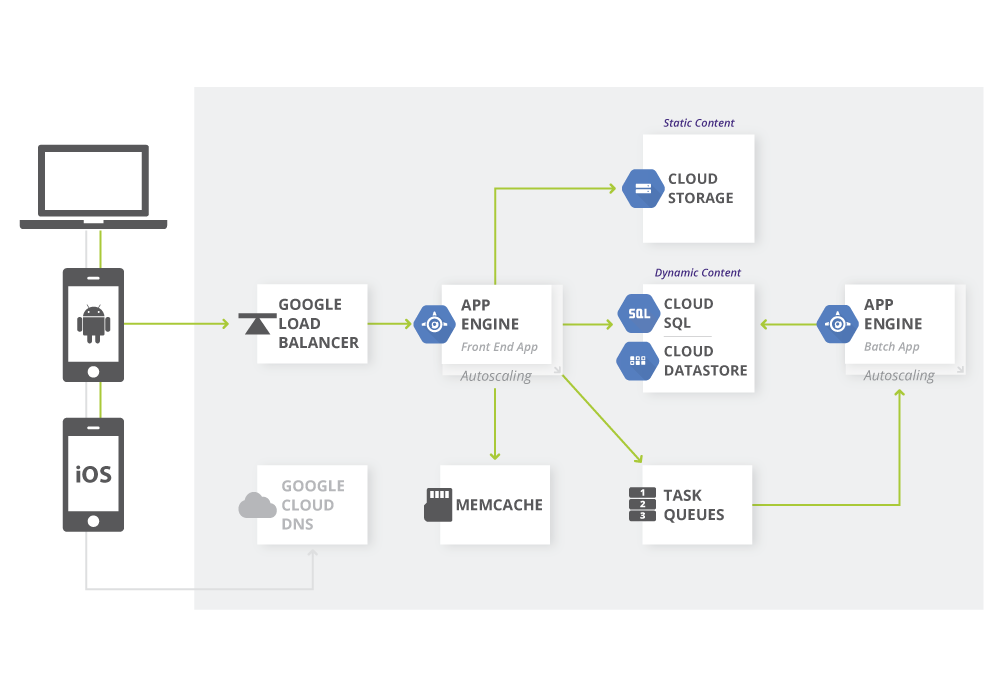 Static Content
CLOUD
STORAGE
Dynamic Content
GOOGLE
LOAD
BALANCER
APP
ENGINE
Front End App
Autoscaling
SQL
CLOUD
SQL
CLOUD
DATASTORE
APP
ENGINE
Batch App
Autoscaling
iOS
GOOGLE
CLOUD
DNS
MEMCACHE
1
2
3
TASK
QUEUES